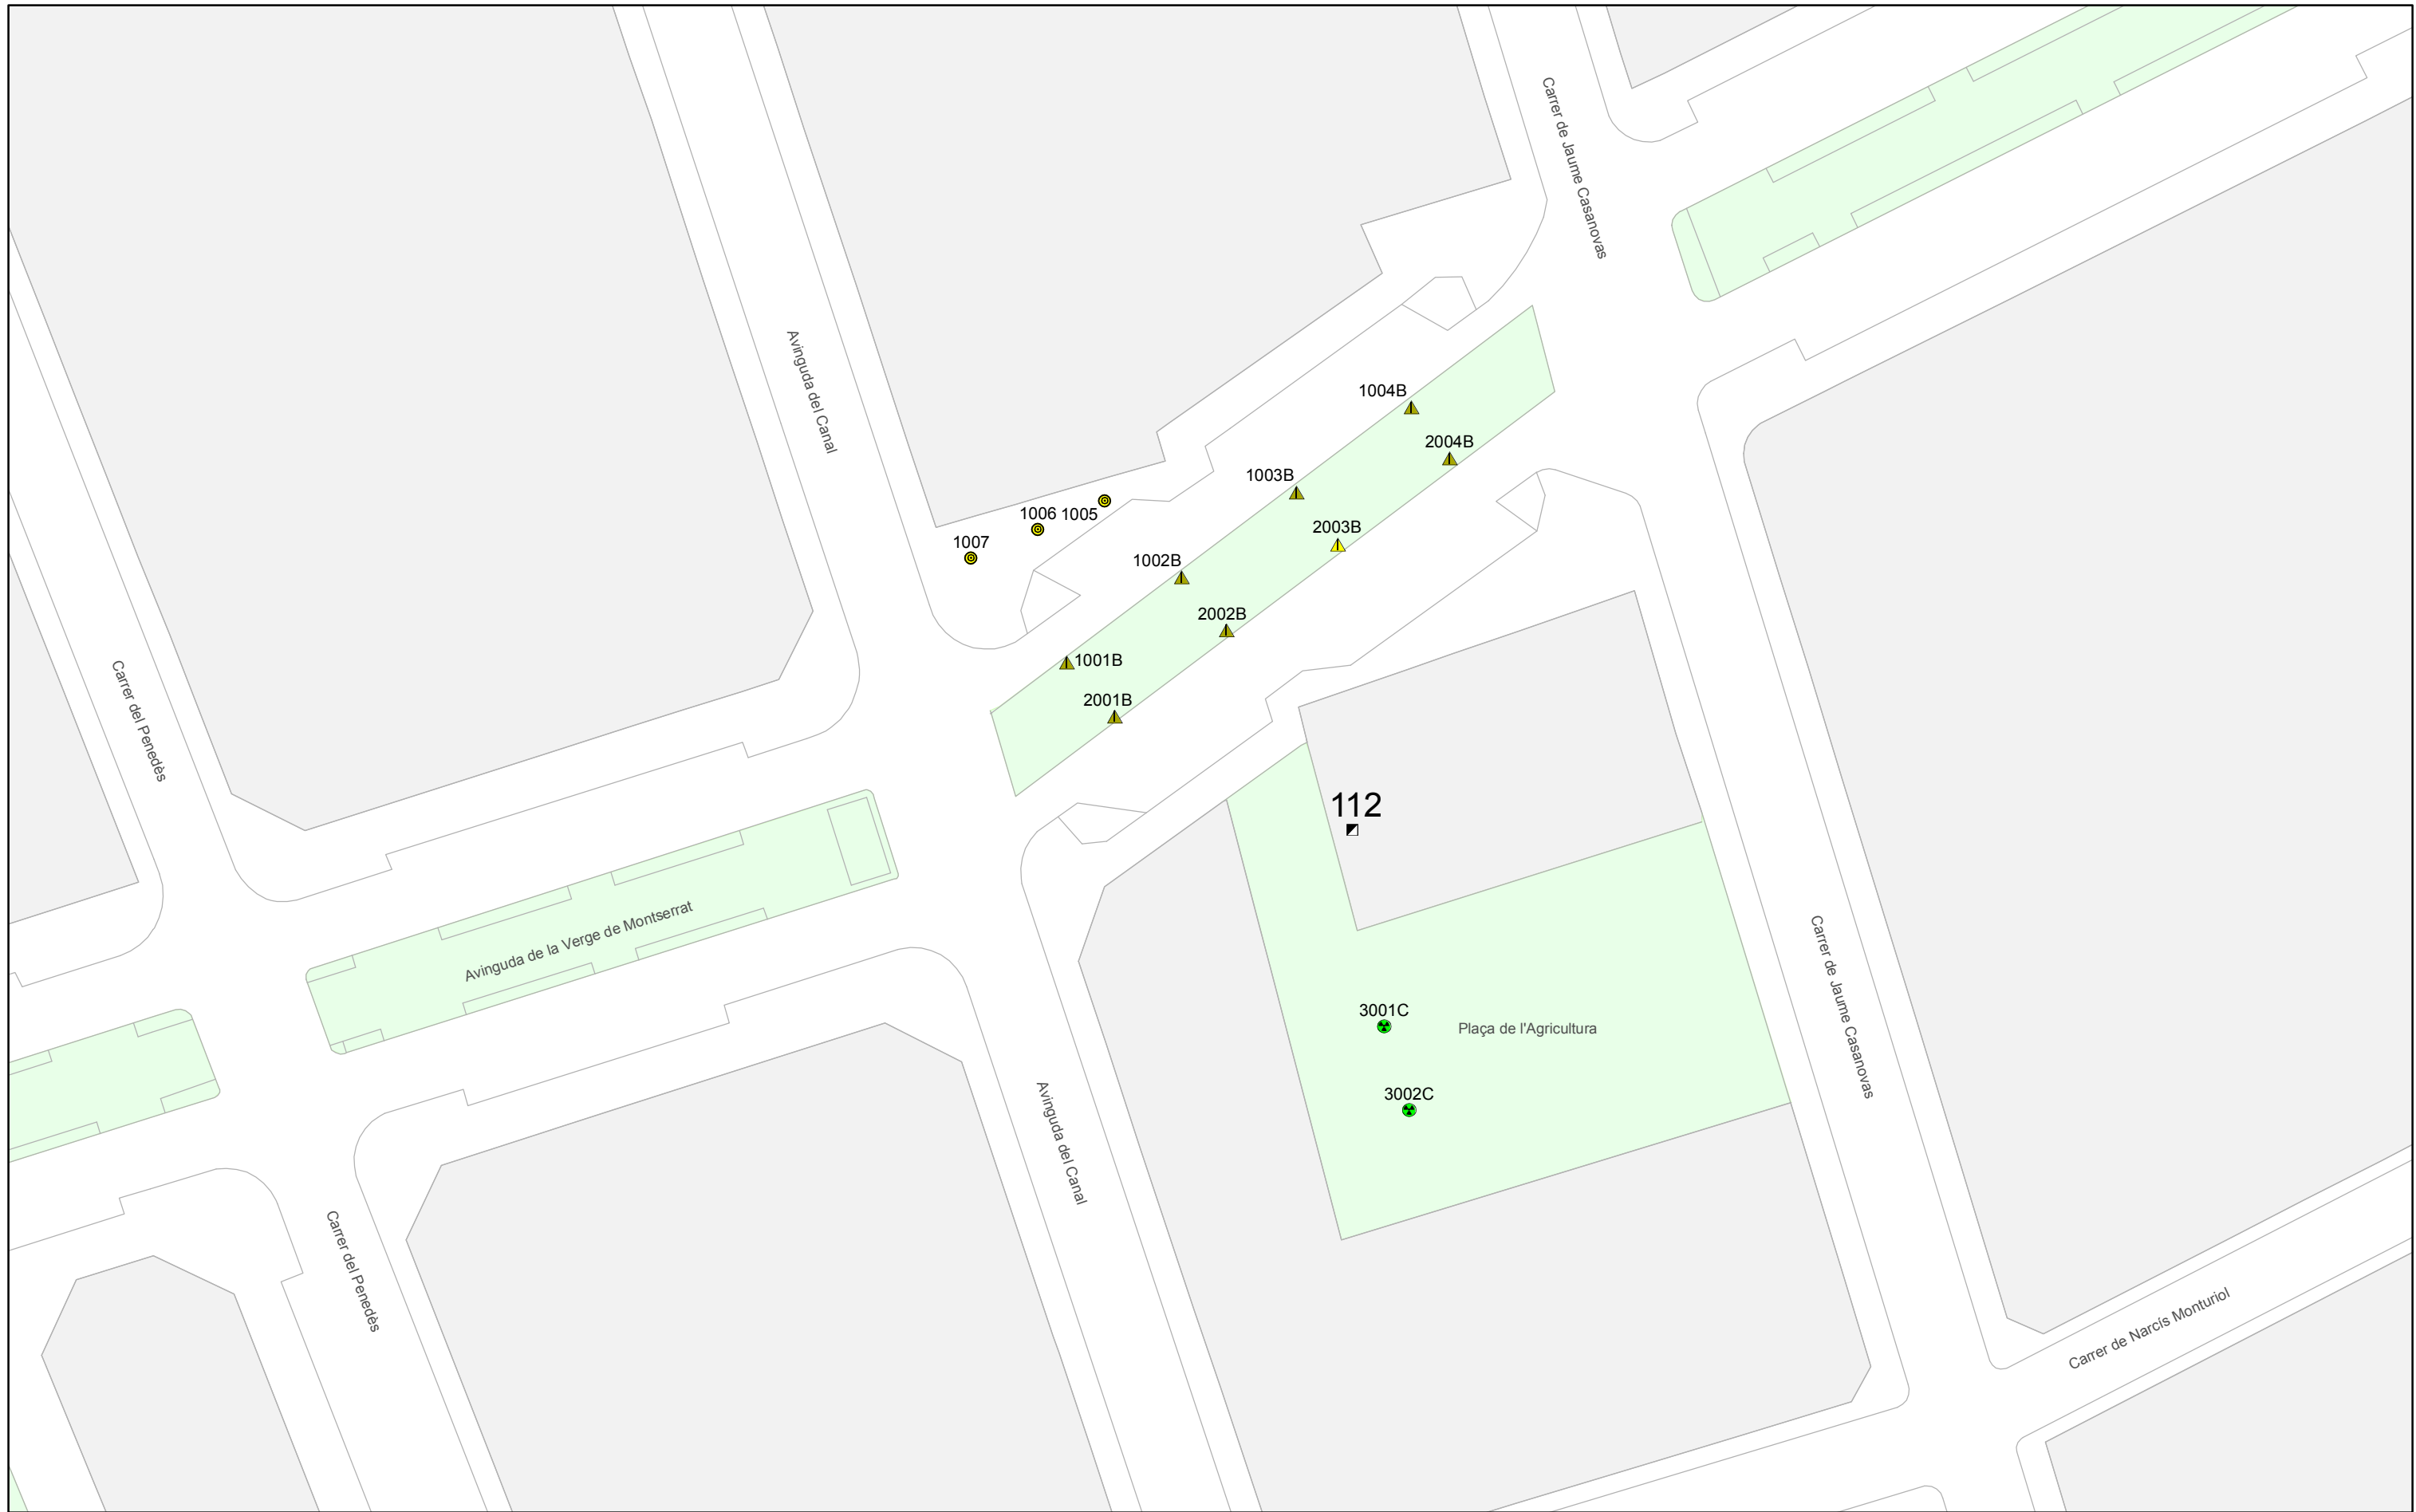 Carrer de Jaume Casanovas
Avinguda del Canal
1004B
2004B
1003B
1006
1005
2003B
1007
1002B
2002B
1001B
Carrer del Penedès
2001B
112
Avinguda de la Verge de Montserrat
Carrer de Jaume Casanovas
3001C
Plaça de l'Agricultura
3002C
Avinguda del Canal
Carrer del Penedès
Carrer de Narcís Monturiol